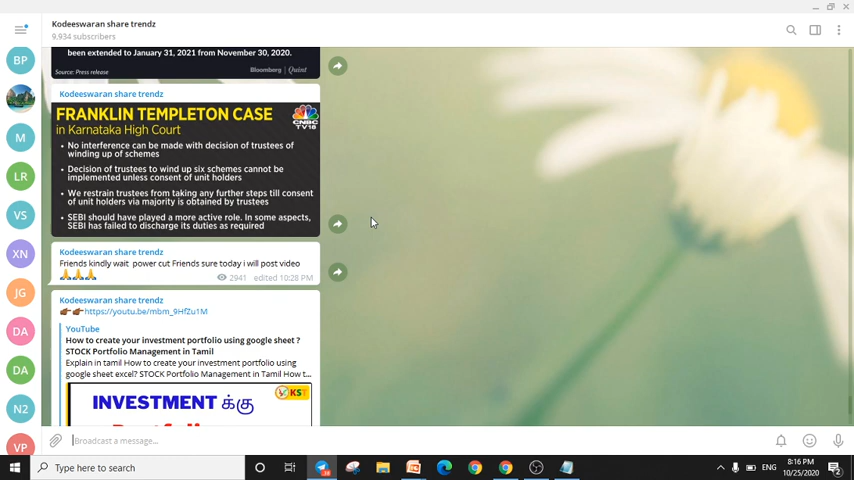 Kodeeswaran share trendz
9,934 subscribers
BP
been extended to January 31, 2021 from November 30, 2020.
Source: Press release
Bloomberg | Quint
Kodeeswaran share trendz
FRANKLIN TEMPLETON CASE
in Karnataka High Court
CNBC
TV18
M
• No interference can be made with decision of trustees of
winding up of schemes
• Decision of trustees to wind up six schemes cannot be
implemented unless consent of unit holders
LR
• We restrain trustees from taking any further steps till consent
of unit holders via majority is obtained by trustees
• SEBI should have played a more active role. In some aspects,
SEBI has failed to discharge its duties as required
VS
Kodeeswaran share trendz
XN
Friends kindly wait power cut Friends sure today i will post video
🙏🙏🙏
2941 edited 10:28 PM
JG
Kodeeswaran share trendz
👉🏾👉🏾https://youtu.be/mbm_9HfZu1M
DA
YouTube
How to create your investment portfolio using google sheet ?
STOCK Portfolio Management in Tamil
Explain in tamil How to create your investment portfolio using
google sheet excel? STOCK Portfolio Management in Tamil How t...
DA
KST
INVESTMENT க்கு
N2
VP
Broadcast a message...
Type here to search
ENG
8:16 PM
10/25/2020
2